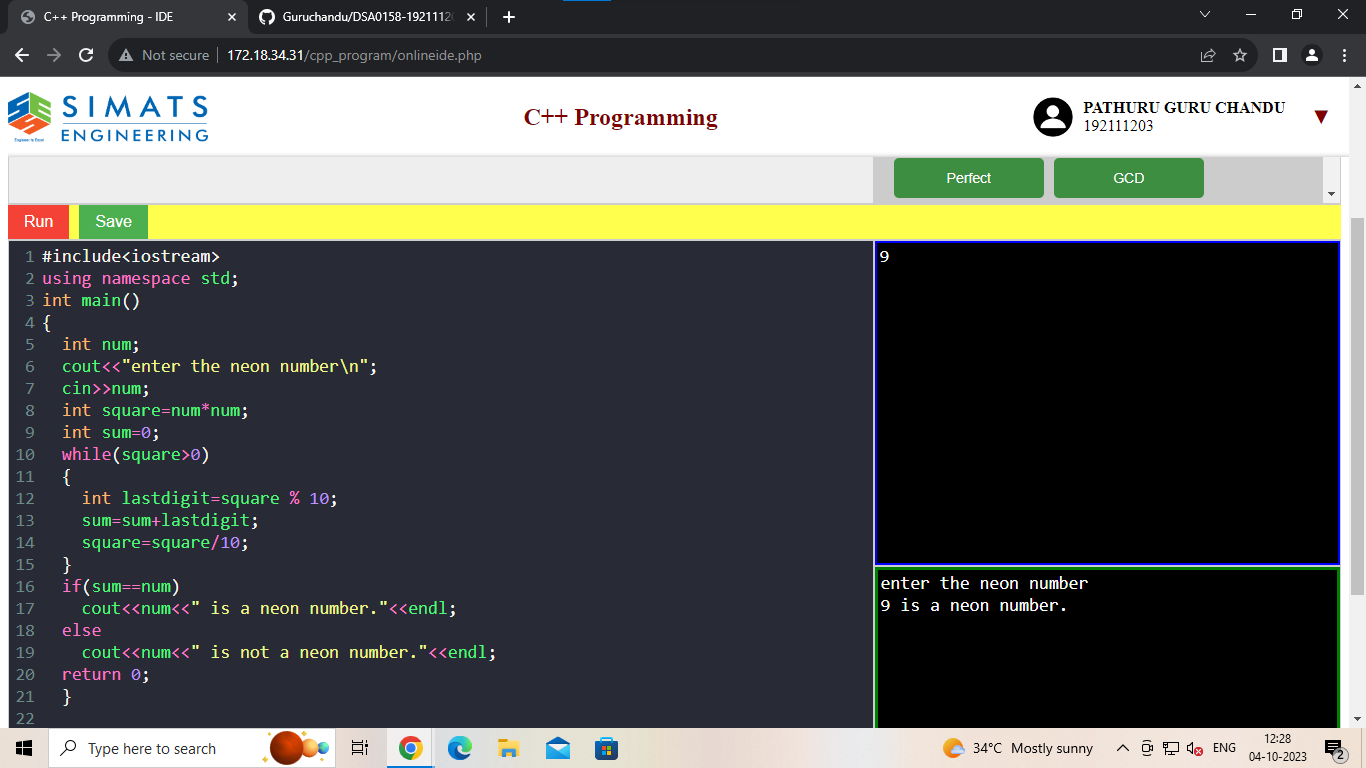 C++ Programming - IDE
Guruchandu/DSA0158-1921112
Not secure
172.18.34.31/cpp_program/onlineide.php
SIMATS
ENGINEERING
C++ Programming
PATHURU GURU CHANDU
192111203
Perfect
GCD
Run
Save
1 #include<iostream>
2 using namespace std;
3 int main()
4 {
5 int num;
6 cout<<"enter the neon number\n";
7 cin>>num;
8 int square=num*num;
9 int sum=0;
10 while(square>0)
11 {
12 int lastdigit=square % 10;
13 sum=sum+lastdigit;
14 square=square/10;
15 }
16 if(sum==num)
17 cout<<num<<" is a neon number."<<endl;
18 else
19 cout<<num<<" is not a neon number."<<endl;
20 return 0;
21 }
22
9
enter the neon number
9 is a neon number.
Type here to search
34°C Mostly sunny
ENG
12:28
04-10-2023
2